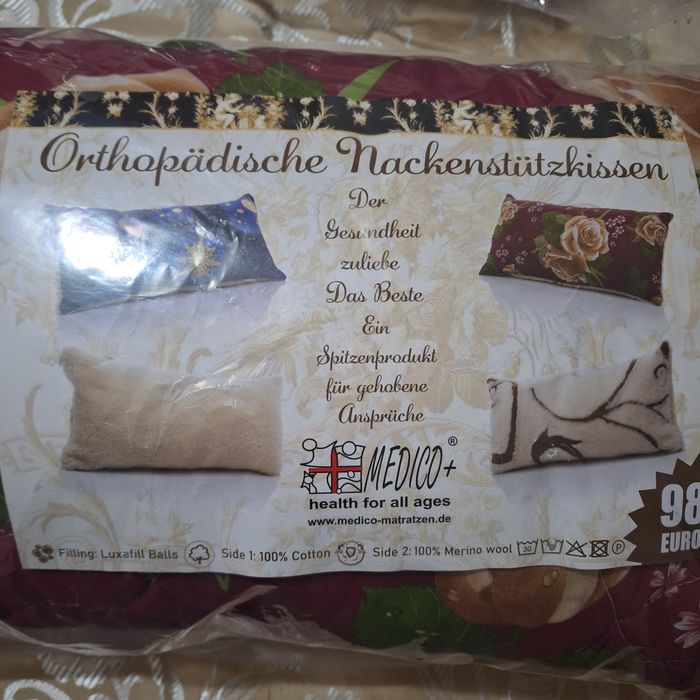 Orthopädische Nackenstützkissen
Der
Gesundheit
zuliebe
Das Beste
Ein
Spitzenprodukt
für gehobene
Ansprüche
MEDICO+®
health for all ages
www.medico-matratzen.de
98
EURO
Filling: Luxafill Balls Side 1: 100% Cotton Side 2: 100% Merino wool 30 P